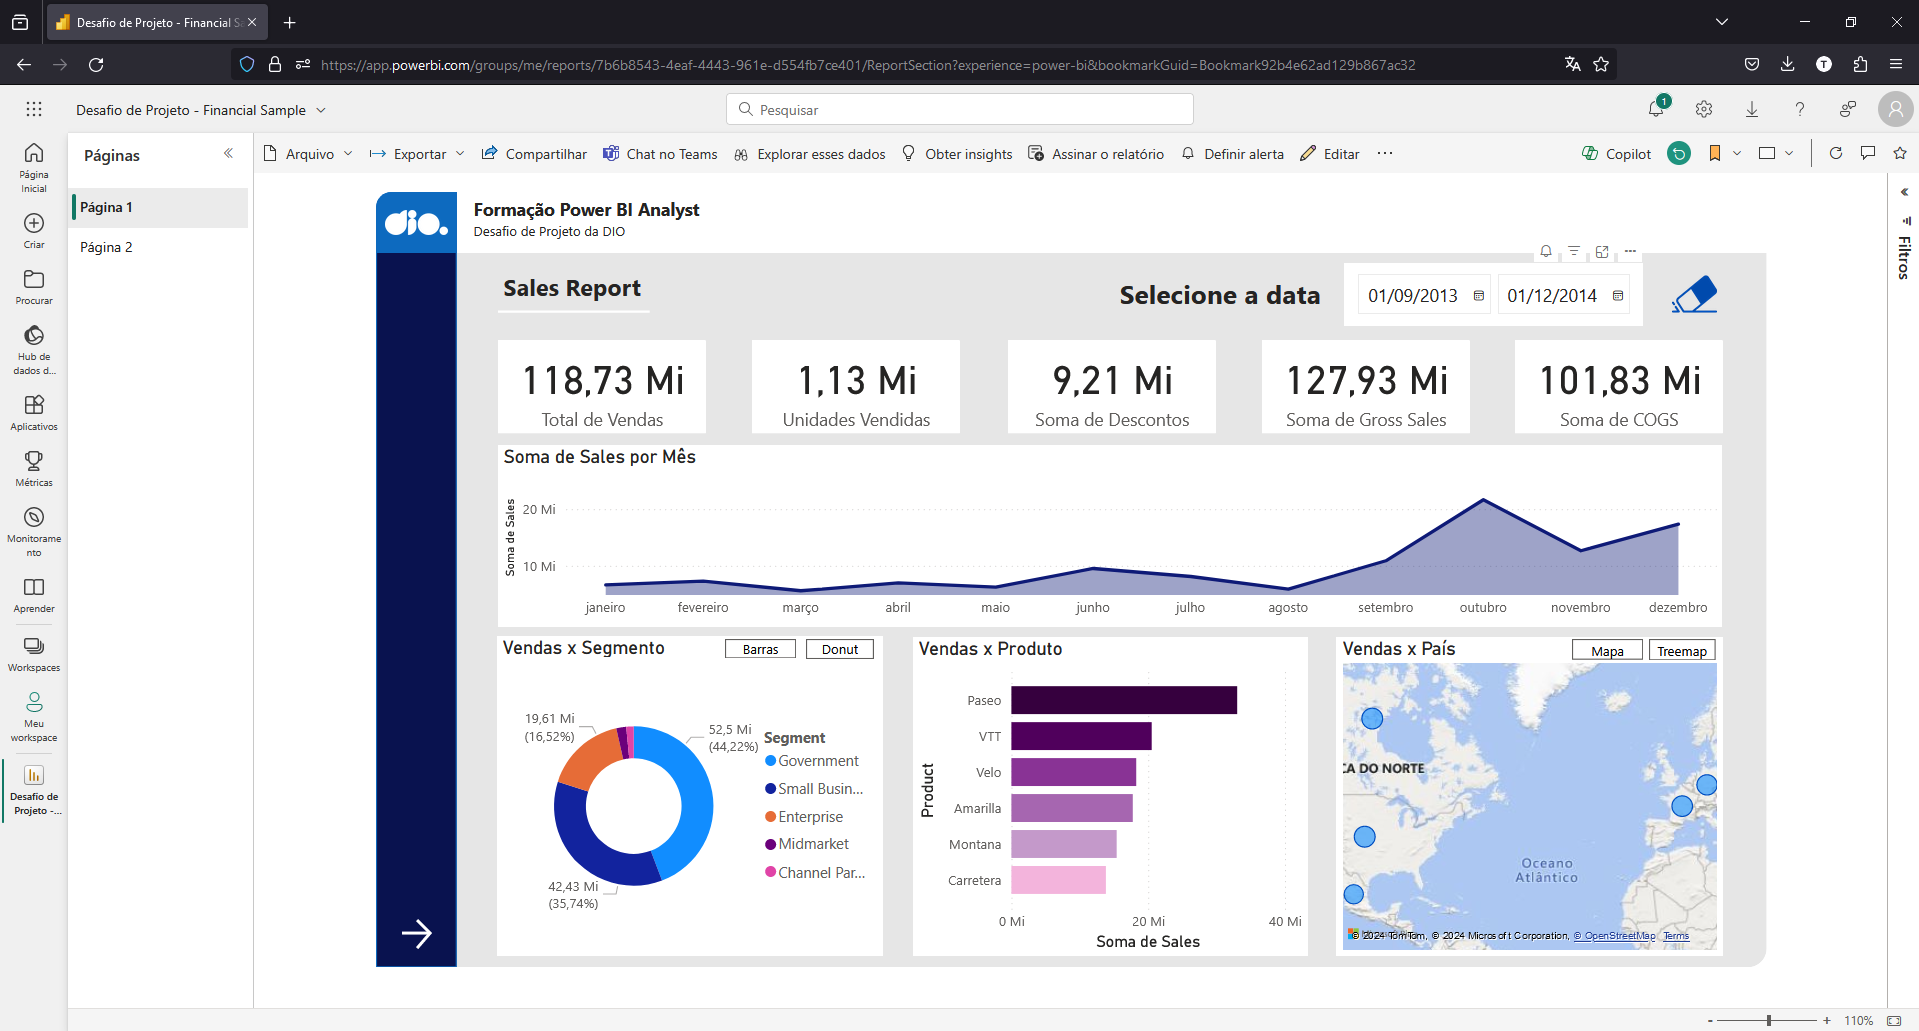 Desafio de Projeto - Financial S
https://app.powerbi.com/groups/me/reports/7b6b8543-4eaf-4443-961e-d554fb7ce401/ReportSection?experience=power-bi&bookmarkGuid=Bookmark92b4e62ad129b867ac32
T
Desafio de Projeto - Financial Sample
Pesquisar
1
Página Inicial
Criar
Procurar
Hub de dados d...
Aplicativos
Métricas
Monitorame nto
Aprender
Workspaces
Meu workspace
Desafio de Projeto -...
Páginas
Página 1
Página 2
Arquivo
Exportar
Compartilhar
Chat no Teams
Explorar esses dados
Obter insights
Assinar o relatório
Definir alerta
Editar
Copilot
Filtros
dio.
Formação Power BI Analyst
Desafio de Projeto da DIO
Sales Report
Selecione a data
01/09/2013
01/12/2014
118,73 Mi
Total de Vendas
1,13 Mi
Unidades Vendidas
9,21 Mi
Soma de Descontos
127,93 Mi
Soma de Gross Sales
101,83 Mi
Soma de COGS
Soma de Sales por Mês
Soma de Sales
20 Mi
10 Mi
janeiro fevereiro março abril maio junho julho agosto setembro outubro novembro dezembro
Vendas x Segmento
Barras
Donut
19,61 Mi
(16,52%)
52,5 Mi
(44,22%)
42,43 Mi
(35,74%)
Segment
Government
Small Busin...
Enterprise
Midmarket
Channel Par...
Vendas x Produto
Product
Paseo
VTT
Velo
Amarilla
Montana
Carretera
0 Mi 20 Mi 40 Mi
Soma de Sales
Vendas x País
Mapa
Treemap
CA DO NORTE
Oceano
Atlântico
© 2024 TomTom, © 2024 Microsoft Corporation, © OpenStreetMap Terms
- + 110%